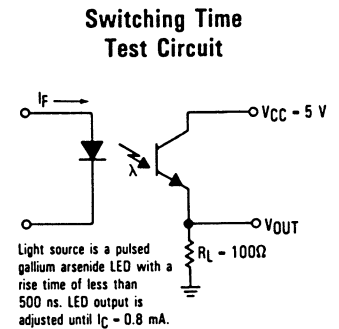 Switching Time
Test Circuit
IF
VCC = 5 V
λ
VOUT
RL = 100Ω
Light source is a pulsed
gallium arsenide LED with a
rise time of less than
500 ns. LED output is
adjusted until IC = 0.8 mA.